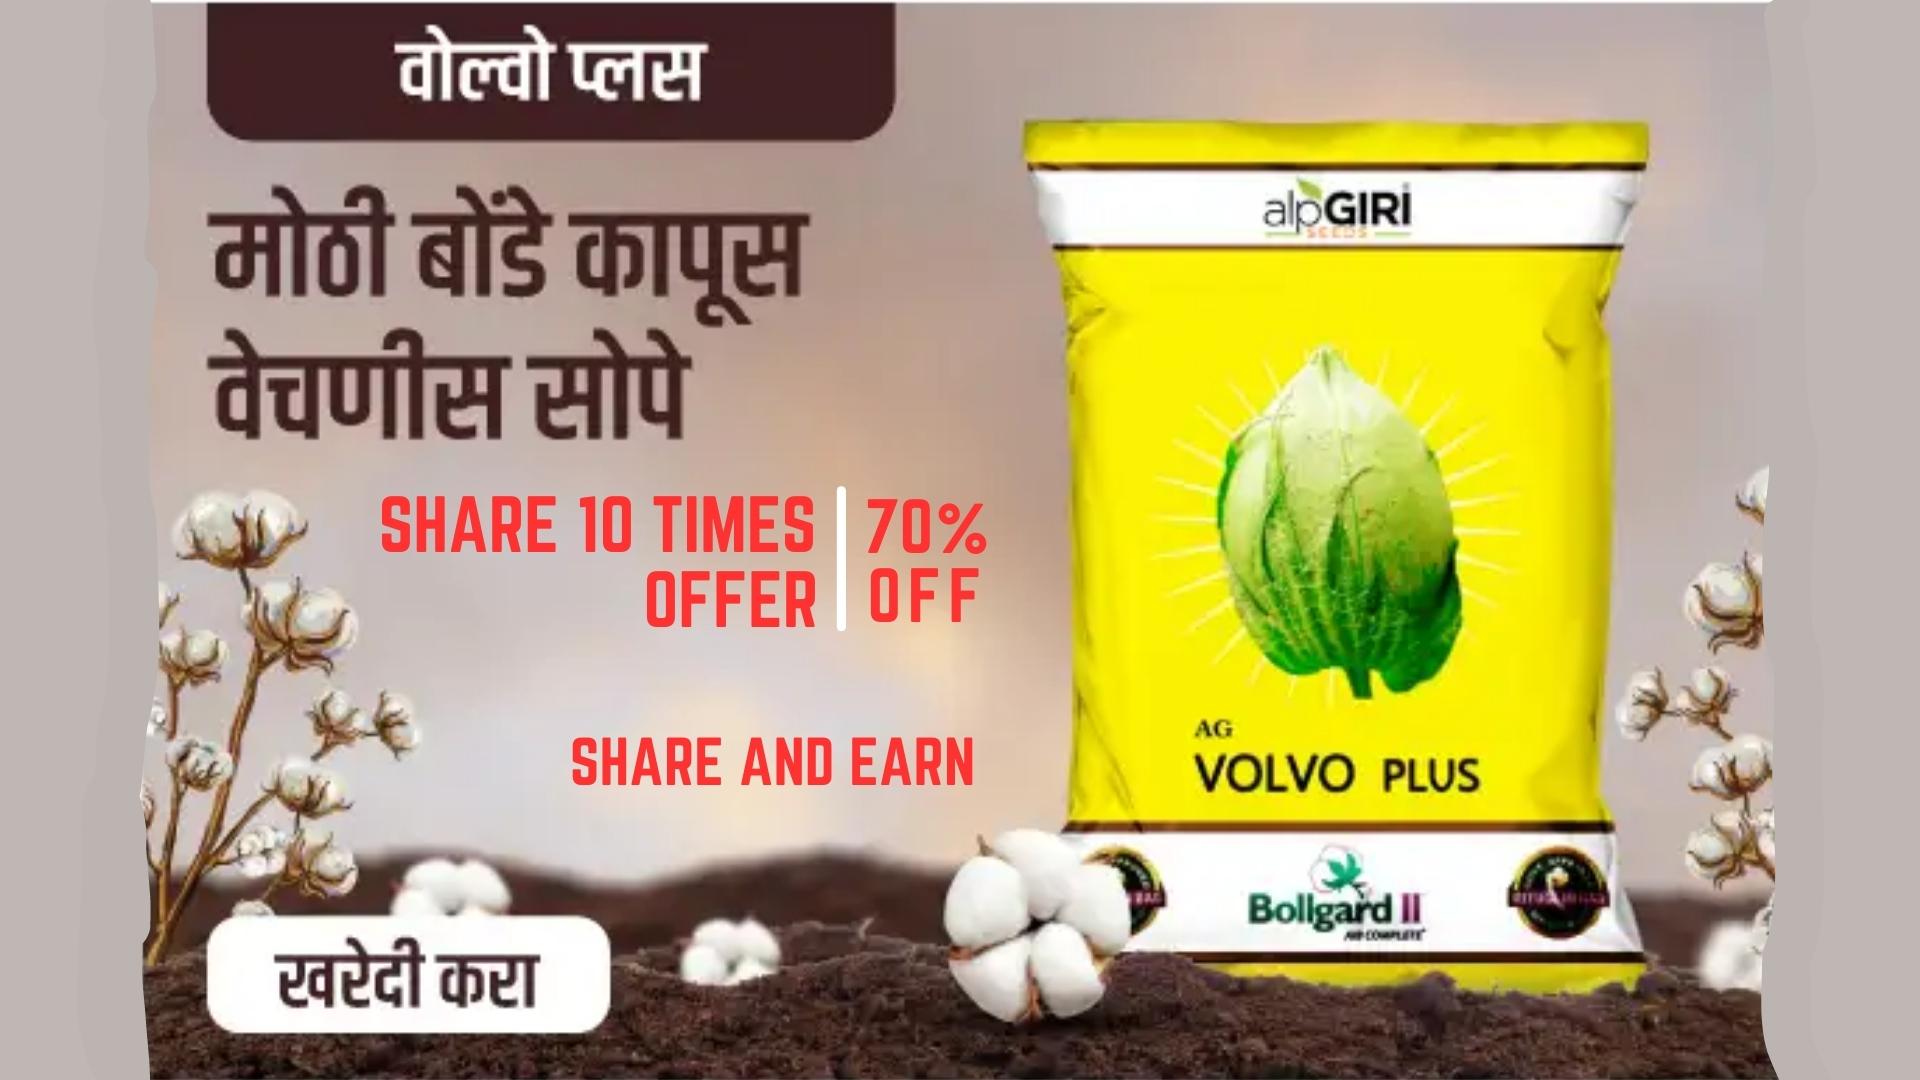 वोल्वो प्लस
मोठी बोंडे कापूस
वेचणीस सोपे
SHARE 10 TIMES
OFFER
70%
OFF
SHARE AND EARN
खरेदी करा
alpGIRI
SEEDS
AG
VOLVO PLUS
Bollgard II